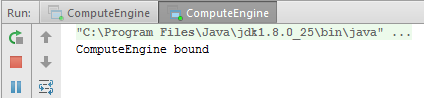 Run: ComputeEngine ComputeEngine
"C:\Program Files\Java\jdk1.8.0_25\bin\java" ...
ComputeEngine bound